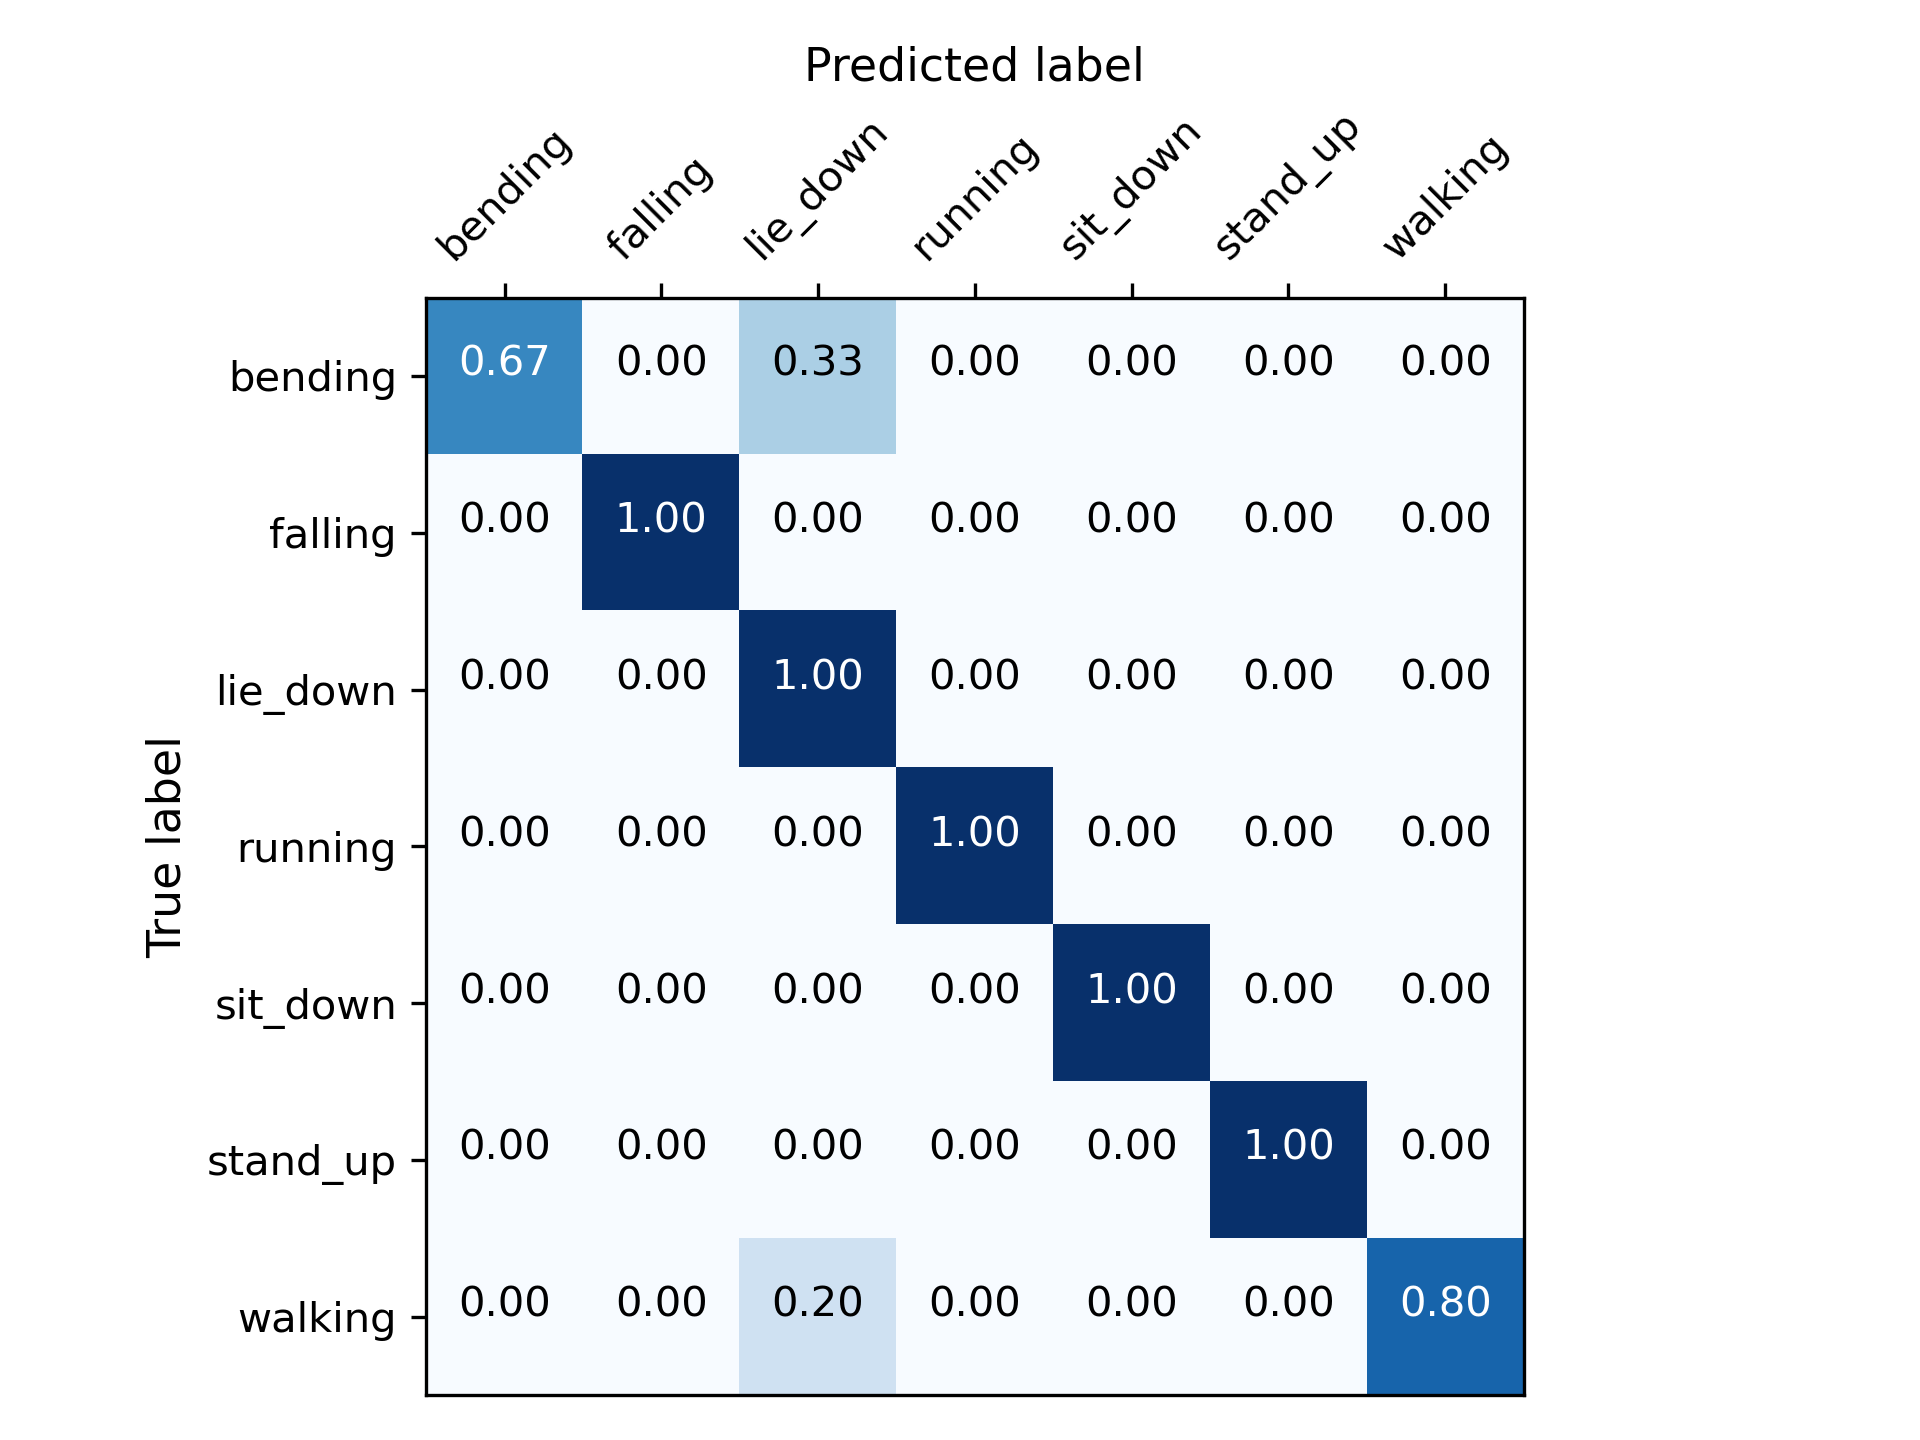 Predicted label
bending falling lie_down running sit_down stand_up walking
True label
bending 0.67 0.00 0.33 0.00 0.00 0.00 0.00
falling 0.00 1.00 0.00 0.00 0.00 0.00 0.00
lie_down 0.00 0.00 1.00 0.00 0.00 0.00 0.00
running 0.00 0.00 0.00 1.00 0.00 0.00 0.00
sit_down 0.00 0.00 0.00 0.00 1.00 0.00 0.00
stand_up 0.00 0.00 0.00 0.00 0.00 1.00 0.00
walking 0.00 0.00 0.20 0.00 0.00 0.00 0.80